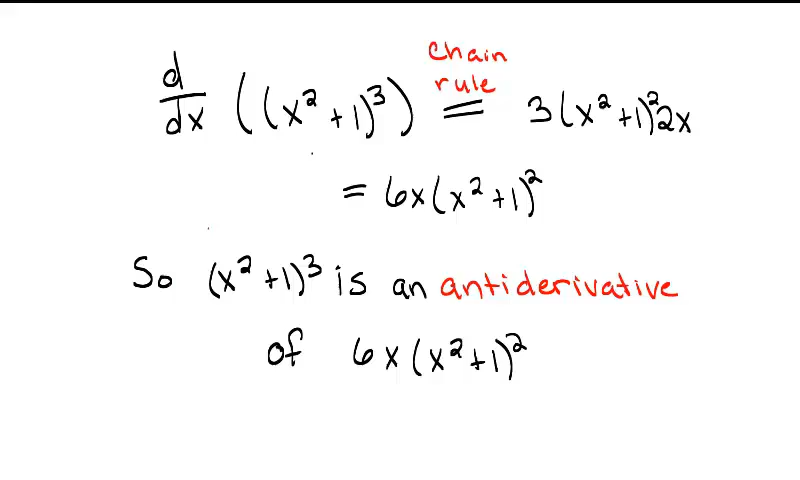 d/dx ((x²+1)³) chain rule = 3(x²+1)²2x
= 6x(x²+1)²
So (x²+1)³ is an antiderivative
of 6x(x²+1)²